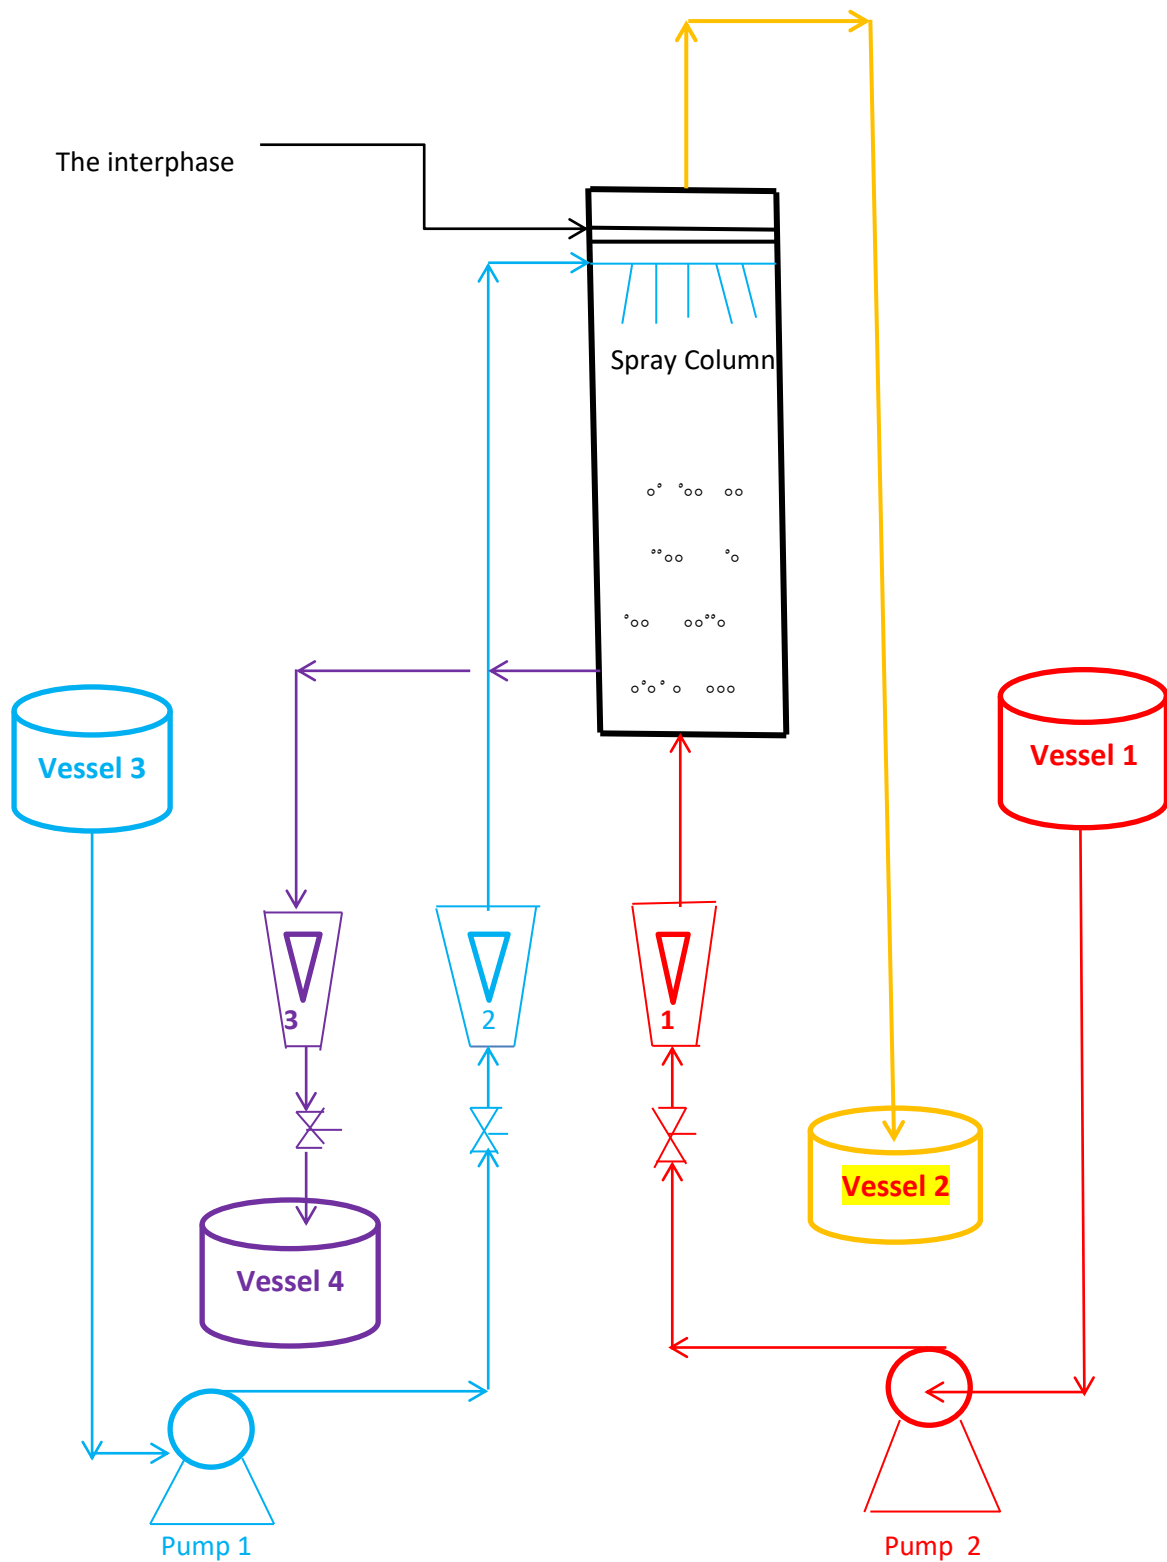 The interphase
Spray Column
Vessel 3
Vessel 1
3
2
1
Vessel 2
Vessel 4
Pump 1
Pump 2